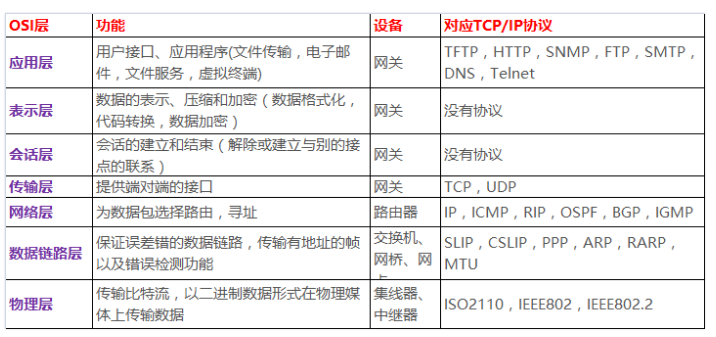 OSI层 功能 设备 对应TCP/IP协议
应用层 用户接口、应用程序(文件传输，电子邮 网关 TFTP，HTTP，SNMP，FTP，SMTP，
件，文件服务，虚拟终端) DNS，Telnet
表示层 数据的表示、压缩和加密（数据格式化， 网关 没有协议
代码转换，数据加密）
会话层 会话的建立和结束（解除或建立与别的接 网关 没有协议
点的联系）
传输层 提供端对端的接口 网关 TCP，UDP
网络层 为数据包选择路由，寻址 路由器 IP，ICMP，RIP，OSPF，BGP，IGMP
数据链路层 保证误差错的数据链路，传输有地址的帧 交换机、 SLIP，CSLIP，PPP，ARP，RARP，
以及错误检测功能 网桥、网 MTU
物理层 传输比特流，以二进制数据形式在物理媒 集线器、 ISO2110，IEEE802，IEEE802.2
体上传输数据 中继器